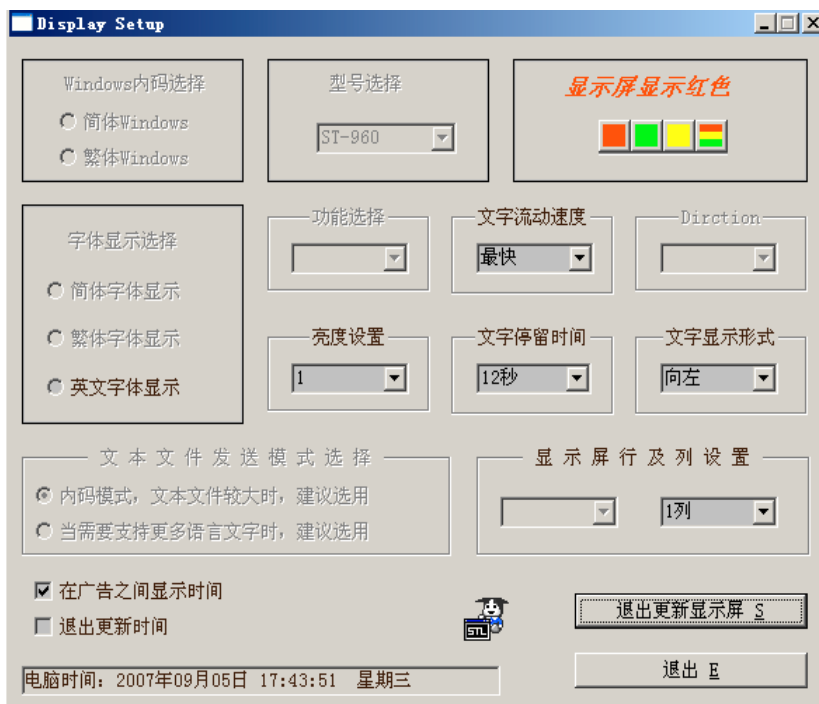 Display Setup
Windows内码选择
简体Windows
繁体Windows
型号选择
ST-960
显示屏显示红色
字体显示选择
简体字体显示
繁体字体显示
英文字体显示
功能选择
文字流动速度
最快
Dirction
亮度设置
1
文字停留时间
12秒
文字显示形式
向左
文本文件发送模式选择
内码模式，文本文件较大时，建议选用
当需要支持更多语言文字时，建议选用
显示屏行及列设置
1列
在广告之间显示时间
退出更新时间
STL
退出更新显示屏 S
退出 E
电脑时间：2007年09月05日 17:43:51 星期三